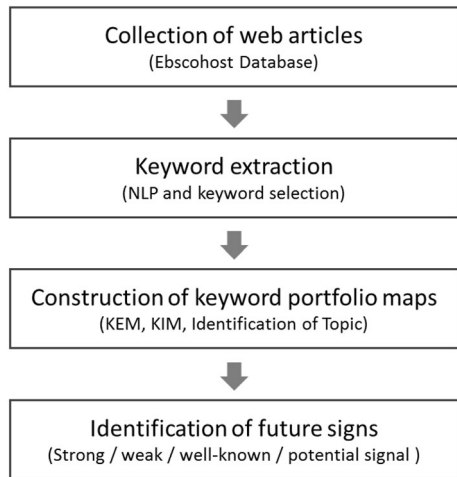 Collection of web articles
(Ebscohost Database)
Keyword extraction
(NLP and keyword selection)
Construction of keyword portfolio maps
(KEM, KIM, Identification of Topic)
Identification of future signs
(Strong / weak / well-known / potential signal )